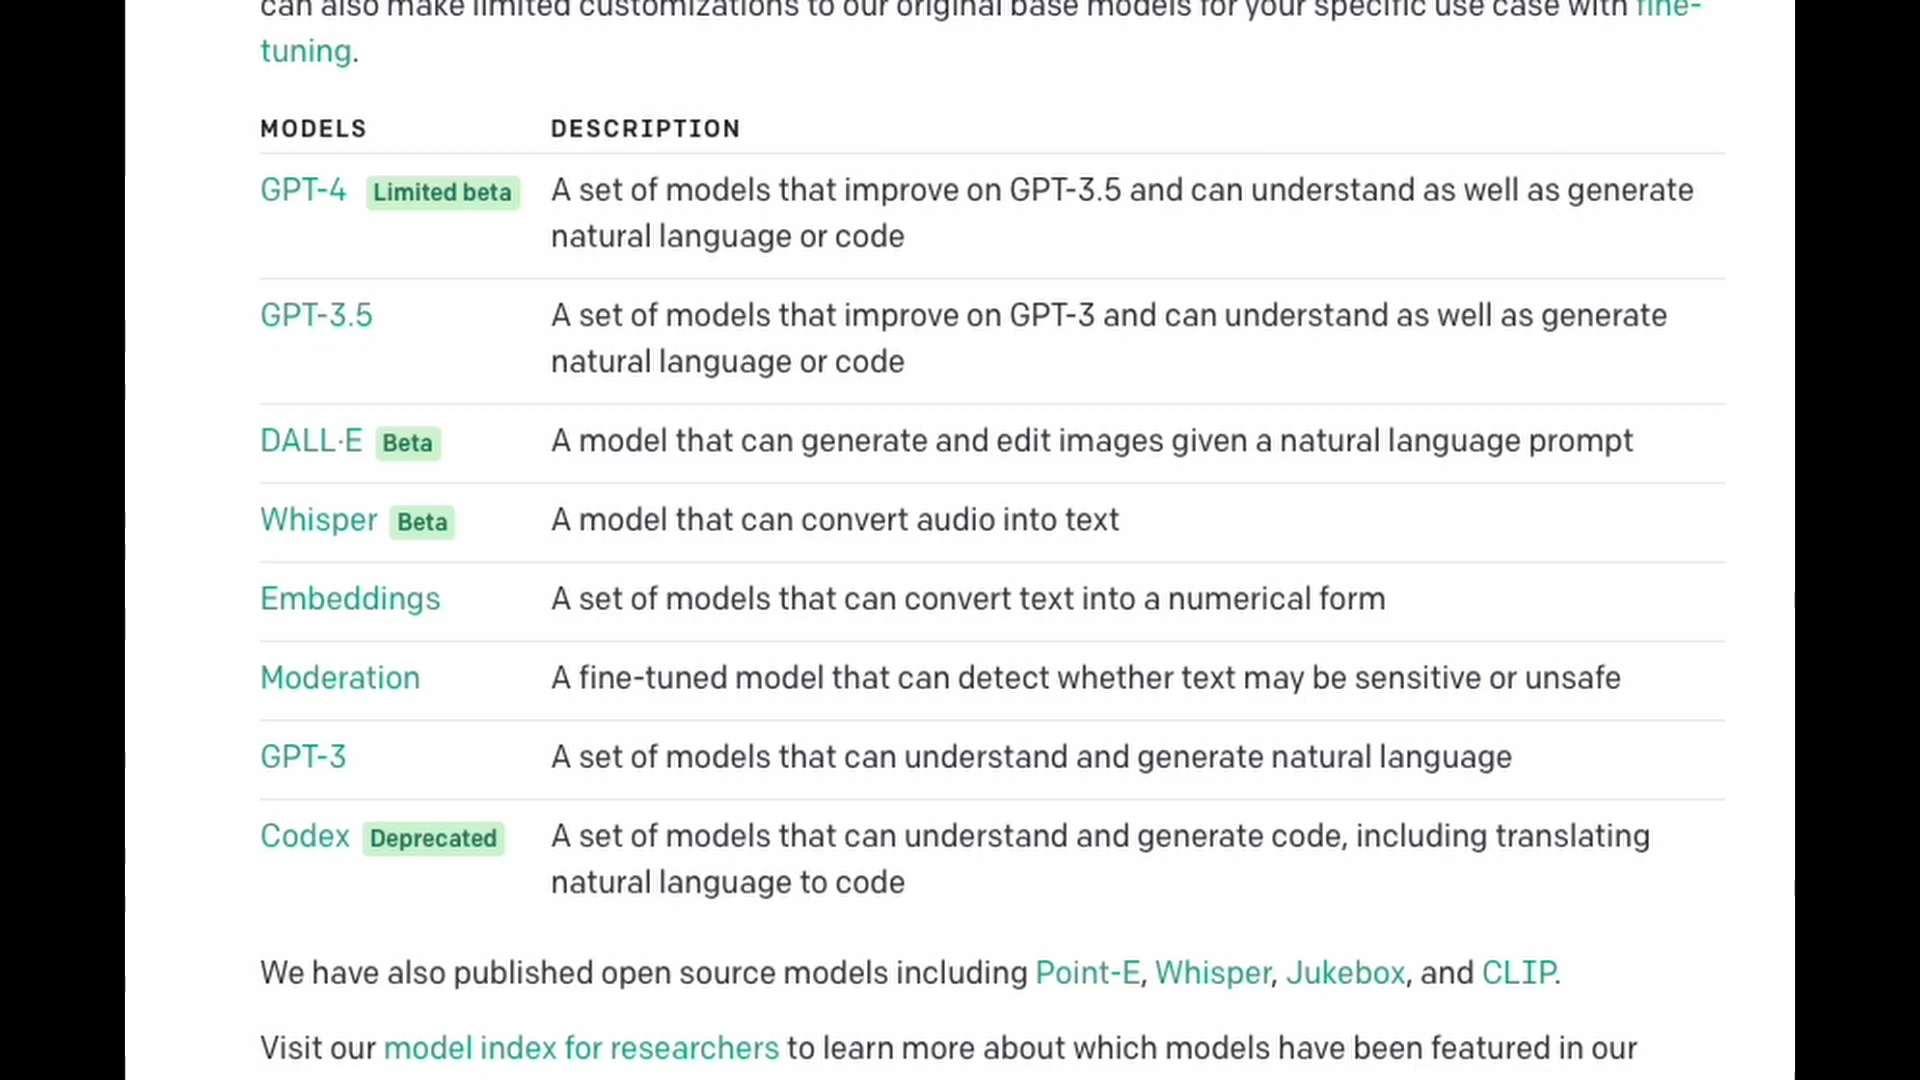 can also make limited customizations to our original base models for your specific use case with fine-
tuning.
MODELS DESCRIPTION
GPT-4 Limited beta A set of models that improve on GPT-3.5 and can understand as well as generate
natural language or code
GPT-3.5 A set of models that improve on GPT-3 and can understand as well as generate
natural language or code
DALL·E Beta A model that can generate and edit images given a natural language prompt
Whisper Beta A model that can convert audio into text
Embeddings A set of models that can convert text into a numerical form
Moderation A fine-tuned model that can detect whether text may be sensitive or unsafe
GPT-3 A set of models that can understand and generate natural language
Codex Deprecated A set of models that can understand and generate code, including translating
natural language to code
We have also published open source models including Point-E, Whisper, Jukebox, and CLIP.
Visit our model index for researchers to learn more about which models have been featured in our